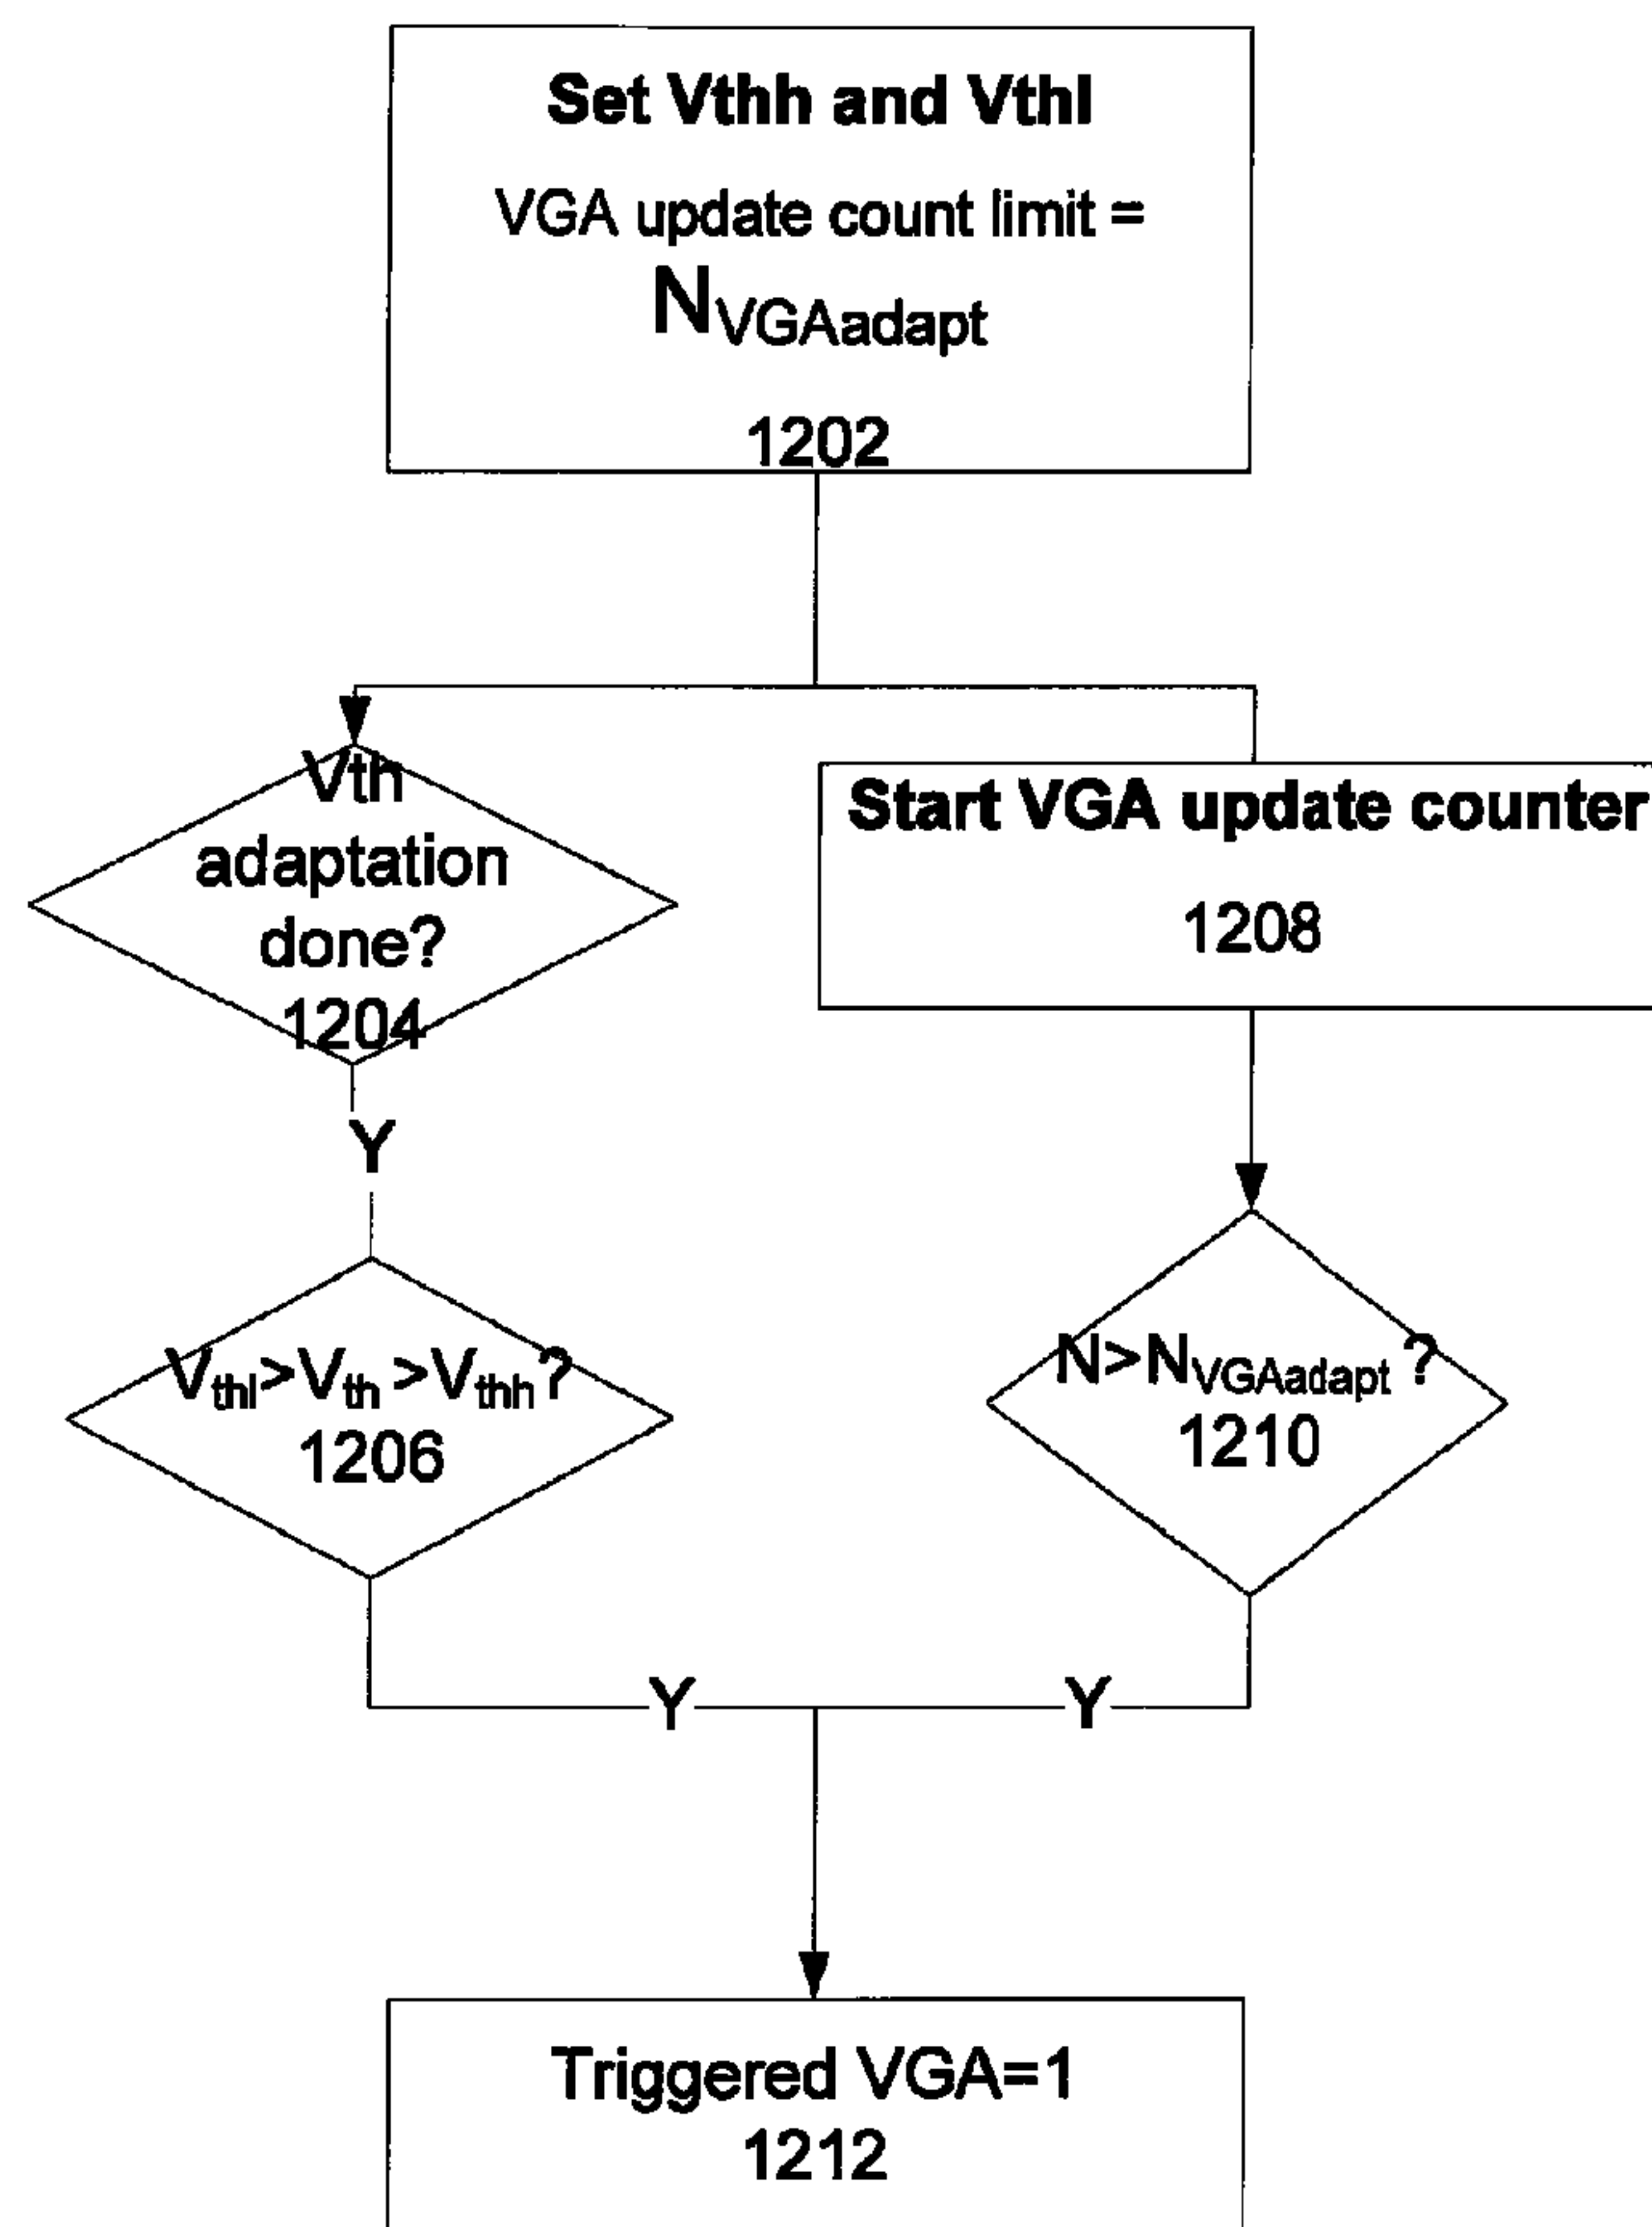 Set Vthh and Vthl
VGA update count limit =
NVGAadapt
1202
Vth
adaptation
done?
1204
Start VGA update counter
1208
Y
Vthl>Vth >Vthh ?
1206
N>NVGAadapt ?
1210
Y
Y
Triggered VGA=1
1212